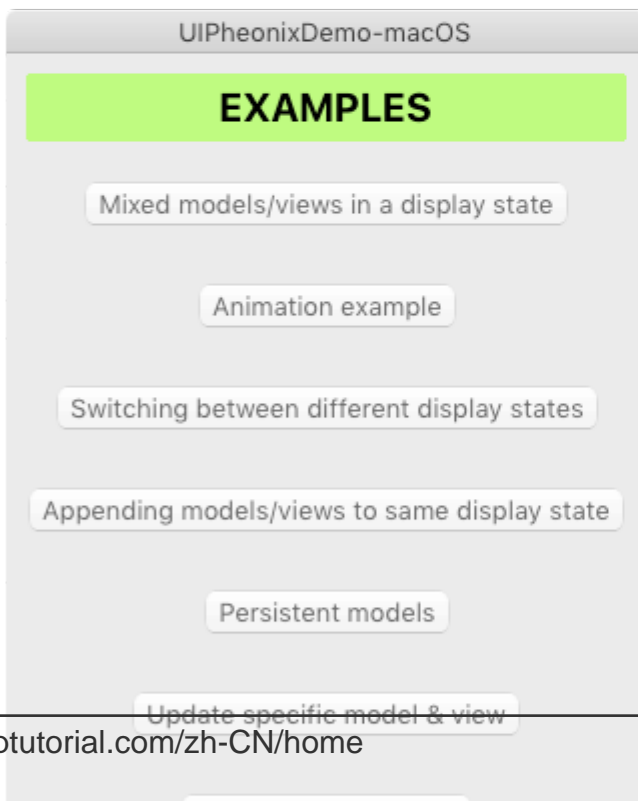 UIPheonixDemo-macOS
EXAMPLES
Mixed models/views in a display state
Animation example
Switching between different display states
Appending models/views to same display state
Persistent models
Update specific model & view
otutorial.com/zh-CN/home